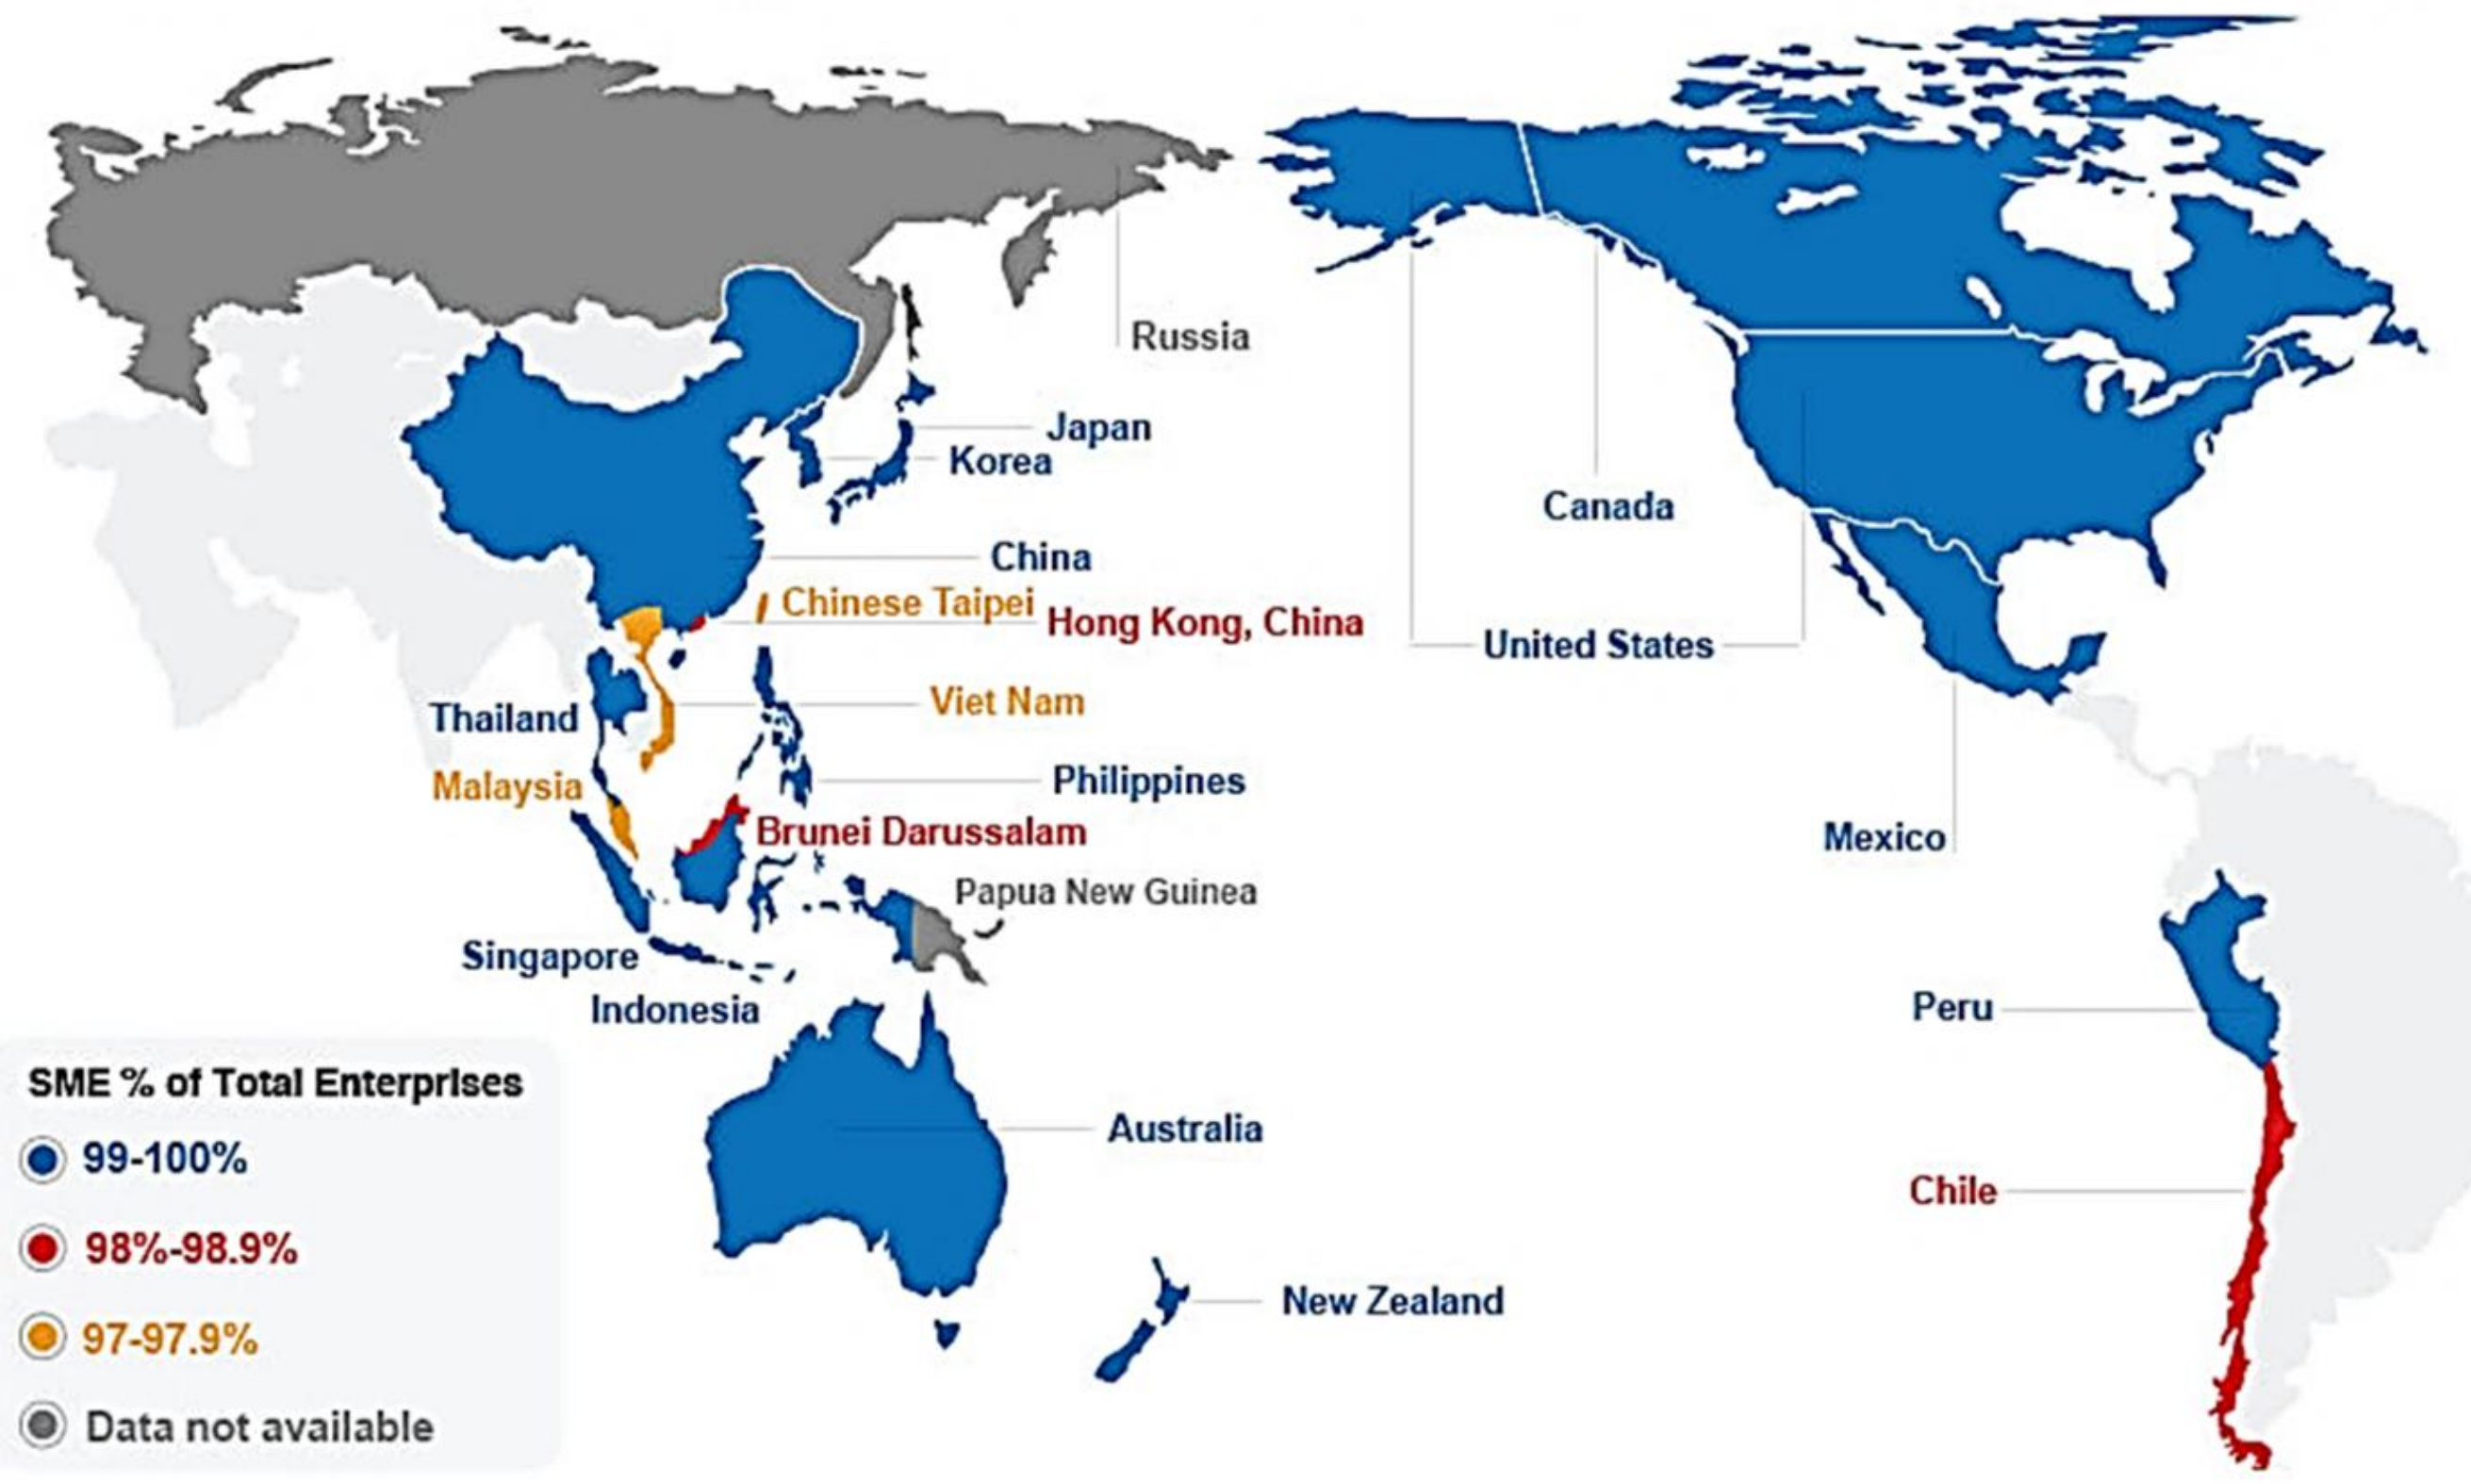 Russia
Japan
Korea
China
Chinese Taipei
Hong Kong, China
Viet Nam
Thailand
Malaysia
Philippines
Brunei Darussalam
Papua New Guinea
Singapore
Indonesia
Australia
New Zealand
Canada
United States
Mexico
Peru
Chile
SME % of Total Enterprises
99-100%
98%-98.9%
97-97.9%
Data not available